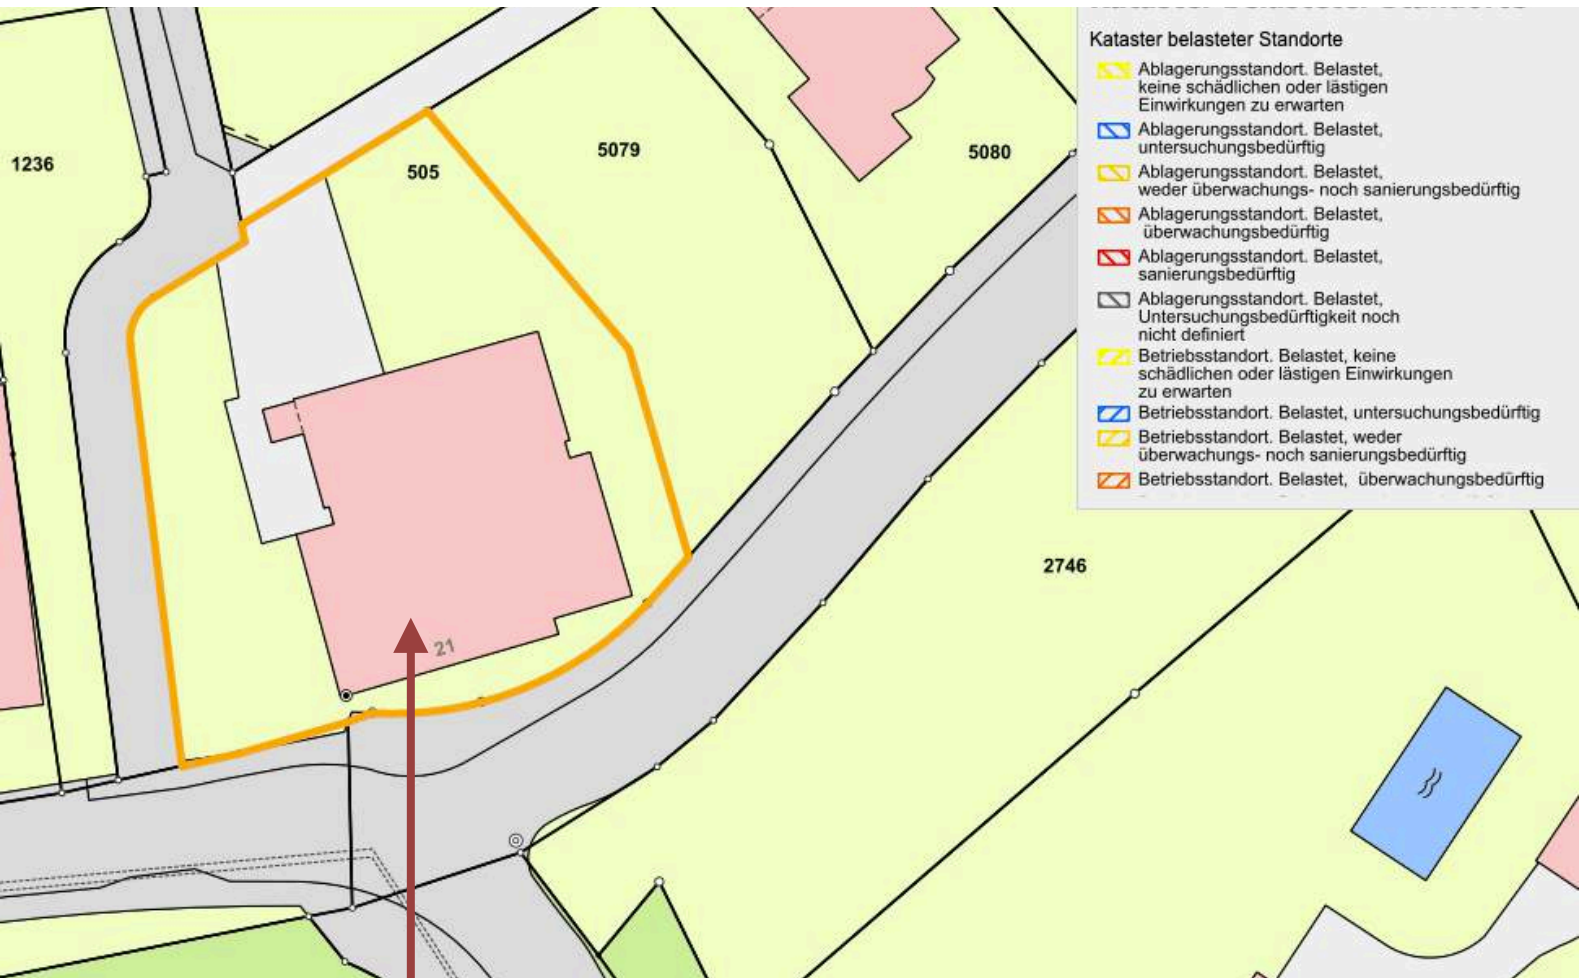 Kataster belasteter Standorte
Kataster belasteter Standorte
Ablagerungsstandort. Belastet,
keine schädlichen oder lästigen
Einwirkungen zu erwarten
Ablagerungsstandort. Belastet,
untersuchungsbedürftig
Ablagerungsstandort. Belastet,
weder überwachungs- noch sanierungsbedürftig
Ablagerungsstandort. Belastet,
überwachungsbedürftig
Ablagerungsstandort. Belastet,
sanierungsbedürftig
Ablagerungsstandort. Belastet,
Untersuchungsbedürftigkeit noch
nicht definiert
Betriebsstandort. Belastet, keine
schädlichen oder lästigen Einwirkungen
zu erwarten
Betriebsstandort. Belastet, untersuchungsbedürftig
Betriebsstandort. Belastet, weder
überwachungs- noch sanierungsbedürftig
Betriebsstandort. Belastet, überwachungsbedürftig
1236
505
5079
5080
2746
21